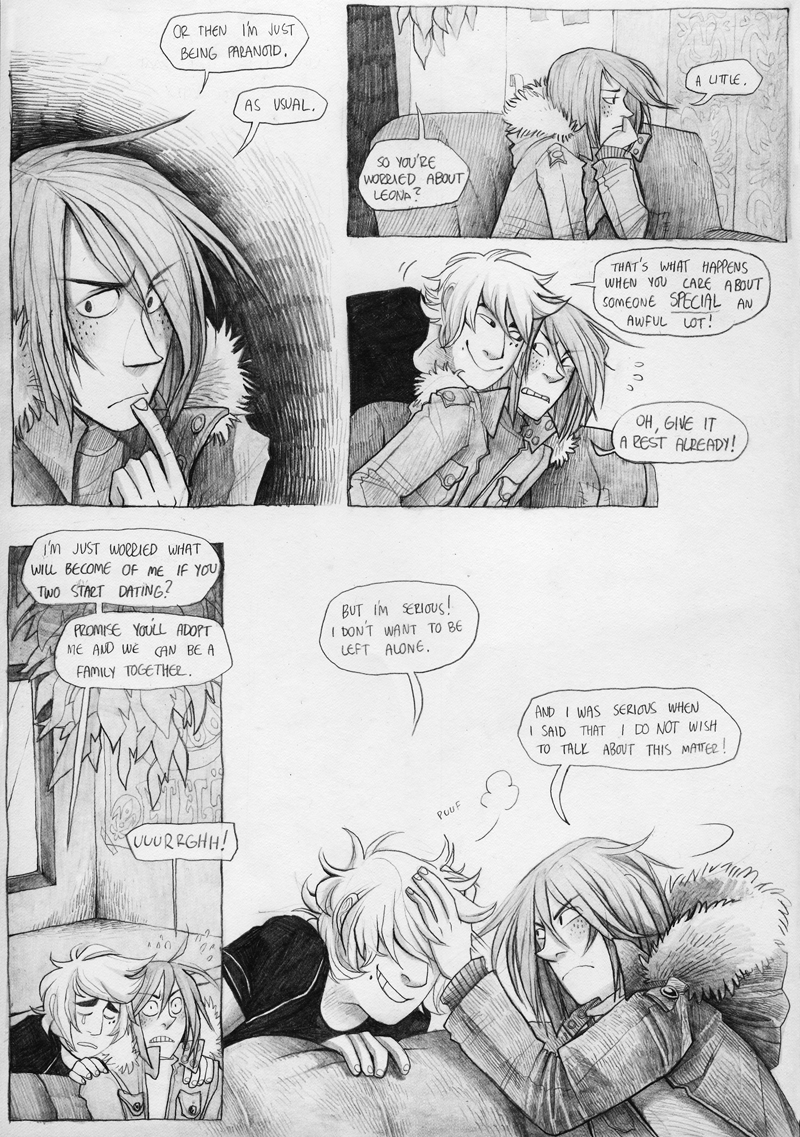 OR THEN I'M JUST
BEING PARANOID.
AS USUAL.
SO YOU'RE
WORRIED ABOUT
LEONA?
A LITTLE.
THAT'S WHAT HAPPENS
WHEN YOU CARE ABOUT
SOMEONE SPECIAL AN
AWFUL LOT!
OH, GIVE IT
A REST ALREADY!
I'M JUST WORRIED WHAT
WILL BECOME OF ME IF YOU
TWO START DATING?
PROMISE YOU'LL ADOPT
ME AND WE CAN BE A
FAMILY TOGETHER.
UUURRGHH!
BUT I'M SERIOUS!
I DON'T WANT TO BE
LEFT ALONE.
AND I WAS SERIOUS WHEN
I SAID THAT I DO NOT WISH
TO TALK ABOUT THIS MATTER!
PUUF